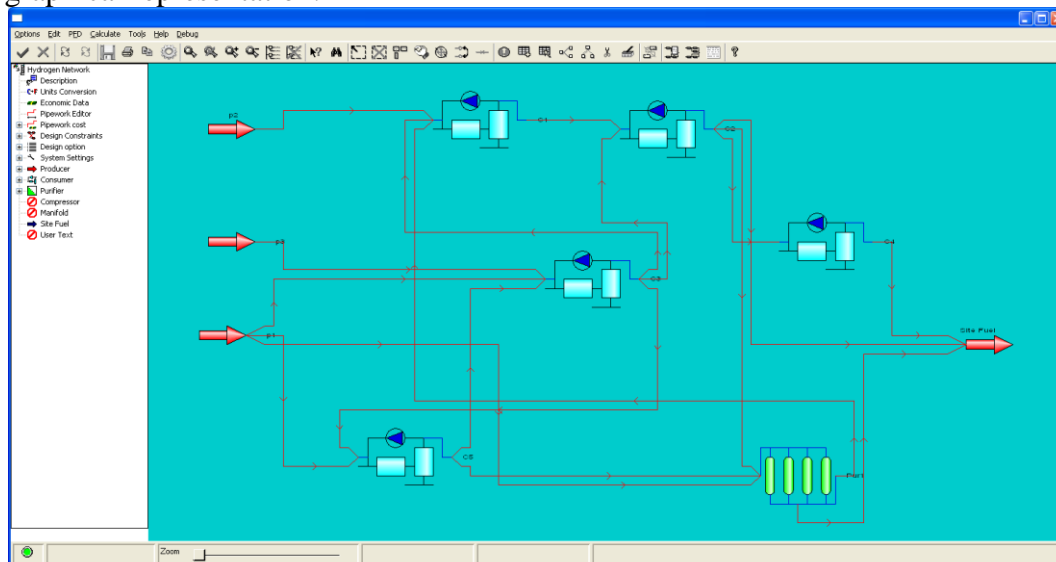 graphical representation.
Options Edit PFD Calculate Tools Help Debug
Hydrogen Network
Description
Units Conversion
Economic Data
Pipework Editor
Pipework cost
Design Constraints
Design option
System Settings
Producer
Consumer
Purifier
Compressor
Manifold
Site Fuel
User Text
p2
C1
C2
p3
C3
C4
p1
Site Fuel
C5
Pur1
Zoom